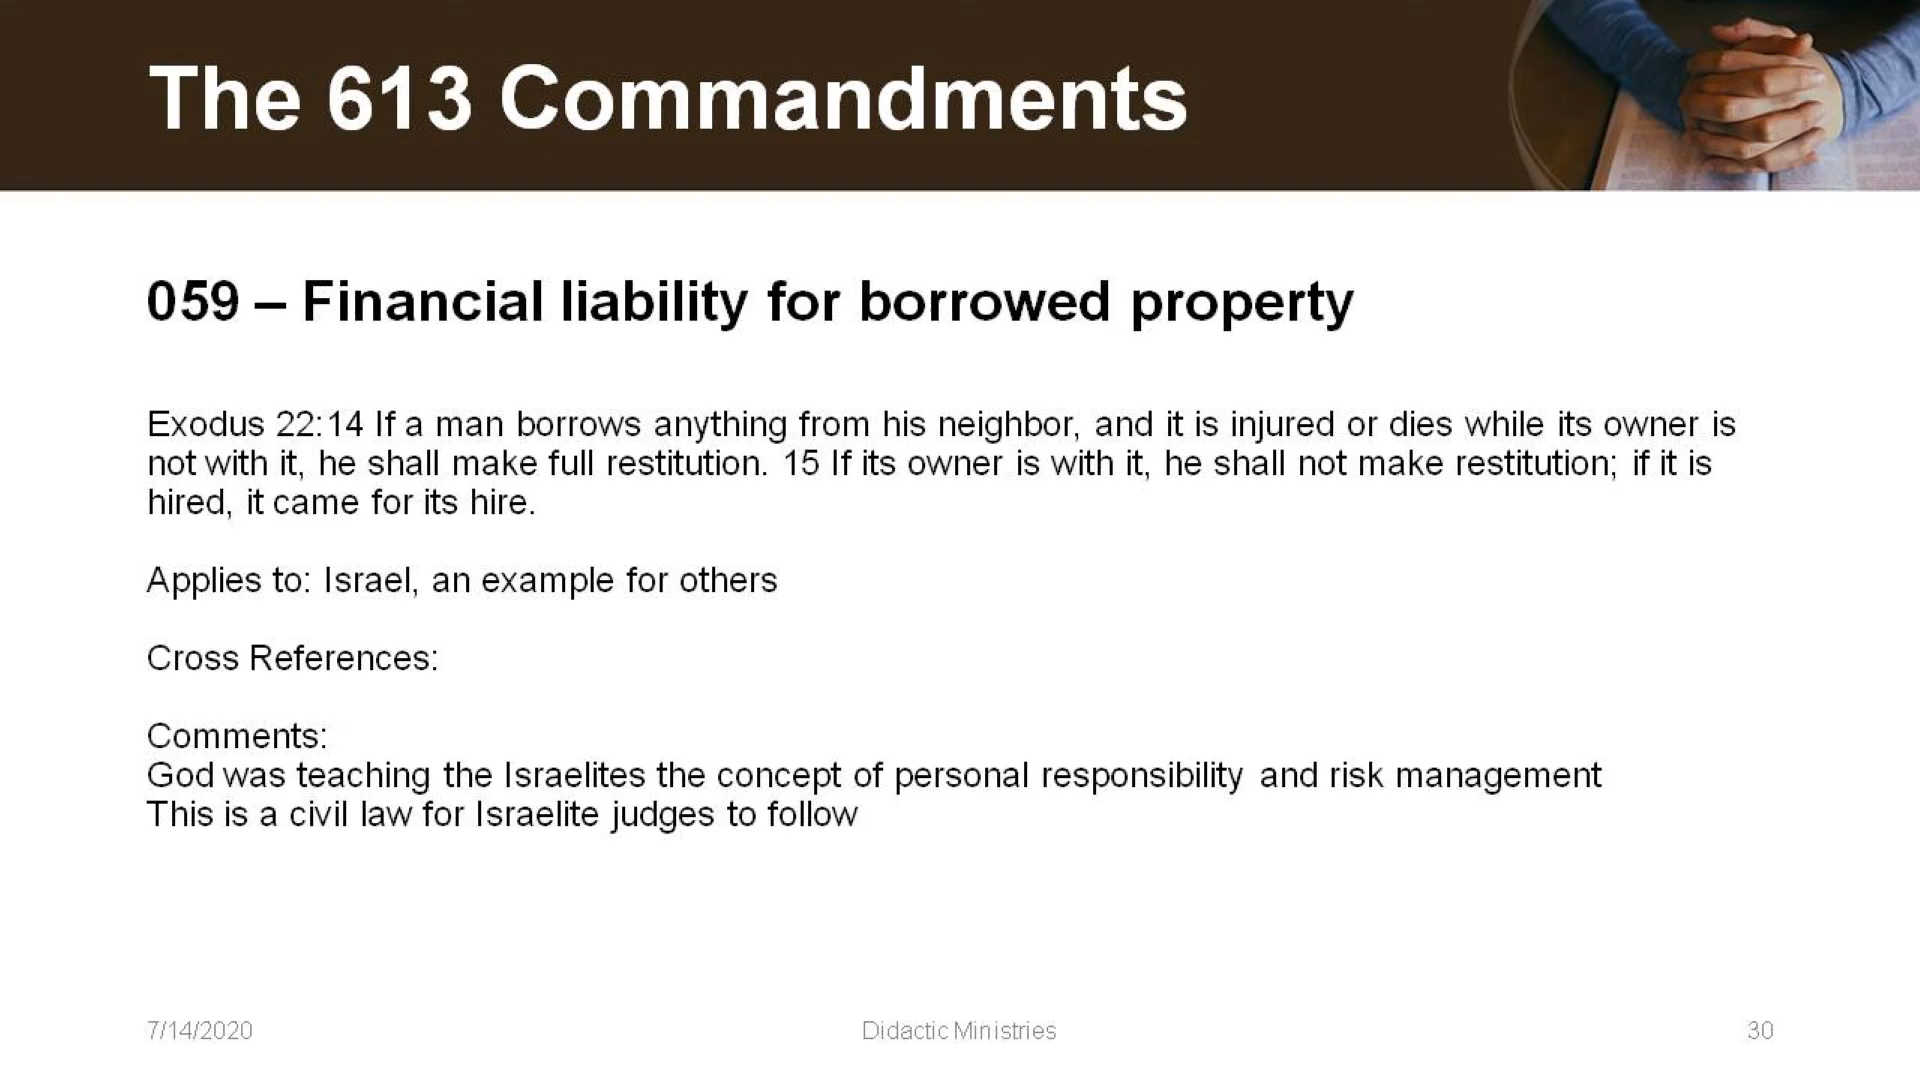 The 613 Commandments
059 – Financial liability for borrowed property
Exodus 22:14 If a man borrows anything from his neighbor, and it is injured or dies while its owner is
not with it, he shall make full restitution. 15 If its owner is with it, he shall not make restitution; if it is
hired, it came for its hire.
Applies to: Israel, an example for others
Cross References:
Comments:
God was teaching the Israelites the concept of personal responsibility and risk management
This is a civil law for Israelite judges to follow
7/14/2020
Didactic Ministries
30